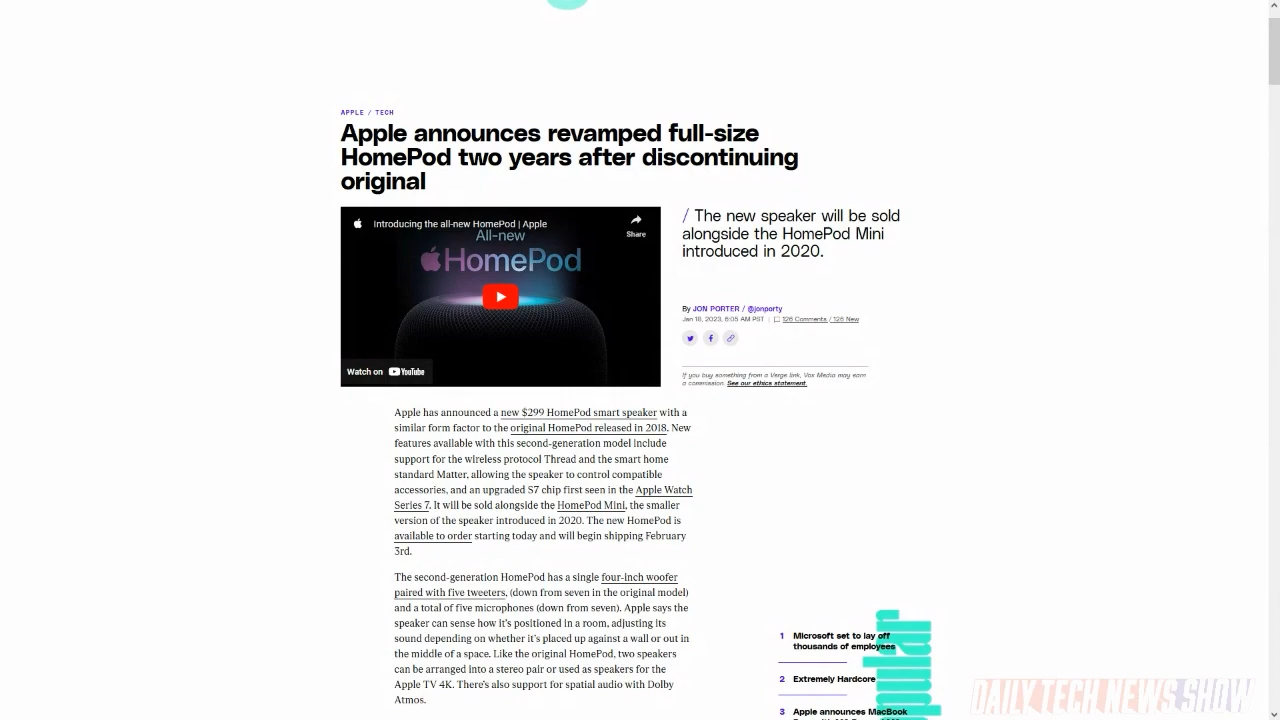 APPLE / TECH
Apple announces revamped full-size
HomePod two years after discontinuing
original
Introducing the all-new HomePod | Apple
Share
All-new
HomePod
Watch on YouTube
/ The new speaker will be sold
alongside the HomePod Mini
introduced in 2020.
By JON PORTER / @jonporty
Jan 18, 2023, 6:05 AM PST | 126 Comments / 126 New
If you buy something from a Verge link, Vox Media may earn
a commission. See our ethics statement.
Apple has announced a new $299 HomePod smart speaker with a
similar form factor to the original HomePod released in 2018. New
features available with this second-generation model include
support for the wireless protocol Thread and the smart home
standard Matter, allowing the speaker to control compatible
accessories, and an upgraded S7 chip first seen in the Apple Watch
Series 7. It will be sold alongside the HomePod Mini, the smaller
version of the speaker introduced in 2020. The new HomePod is
available to order starting today and will begin shipping February
3rd.
The second-generation HomePod has a single four-inch woofer
paired with five tweeters, (down from seven in the original model)
and a total of five microphones (down from seven). Apple says the
speaker can sense how it's positioned in a room, adjusting its
sound depending on whether it's placed up against a wall or out in
the middle of a space. Like the original HomePod, two speakers
can be arranged into a stereo pair or used as speakers for the
Apple TV 4K. There's also support for spatial audio with Dolby
Atmos.
1 Microsoft set to lay off
thousands of employees
2 Extremely Hardcore
3 Apple announces MacBook
DAILY TECH NEWS SHOW